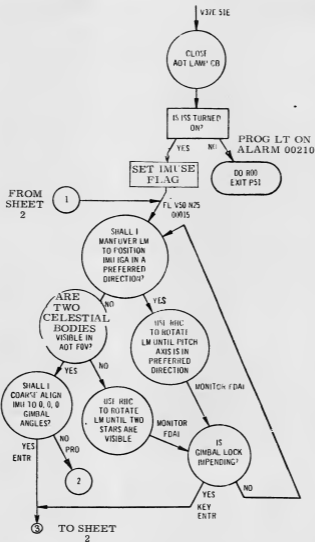 V37E 51E
CLOSE
AOT LAMP CB
IS ISS TURNED
ON?
YES
NO
PROG LT ON
ALARM 00210
SET IMUSE
FLAG
DO R00
EXIT P51
FROM
SHEET
2
1
FL V50 N25
00015
SHALL I
MANEUVER LM
TO POSITION
IMU IGA IN A
PREFERRED
DIRECTION?
NO
YES
ARE
TWO
CELESTIAL
BODIES
VISIBLE IN
AOT FOV?
USE RHC
TO ROTATE
LM UNTIL PITCH
AXIS IS IN
PREFERRED
DIRECTION
YES
NO
MONITOR FDAI
SHALL I
COARSE ALIGN
IMU TO 0, 0, 0
GIMBAL
ANGLES?
USE RHC
TO ROTATE
LM UNTIL TWO
STARS ARE
VISIBLE
MONITOR
FDAI
IS
GIMBAL LOCK
IMPENDING?
YES
ENTR
NO
PRO
2
YES
NO
KEY
ENTR
3
TO SHEET
2